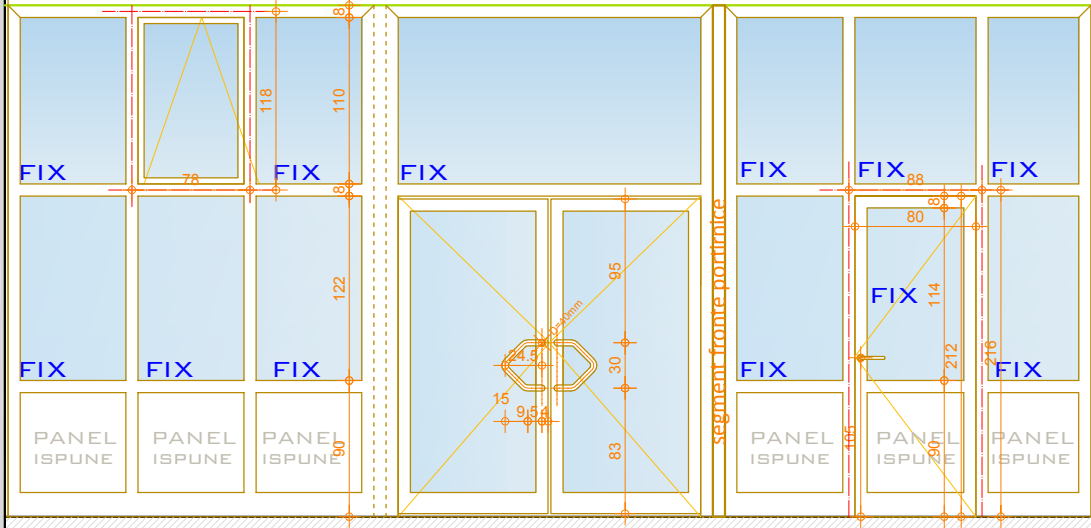 8
118
110
FIX
FIX
FIX
FIX
FIX
FIX
78
88
8
8
80
segment fronte portirnice
95
122
FIX
114
D=40mm
24.5
30
212
216
FIX
FIX
FIX
FIX
FIX
15
9.5
4
PANEL
ISPUNE
PANEL
ISPUNE
PANEL
ISPUNE
90
83
PANEL
ISPUNE
105
PANEL
ISPUNE
90
PANEL
ISPUNE